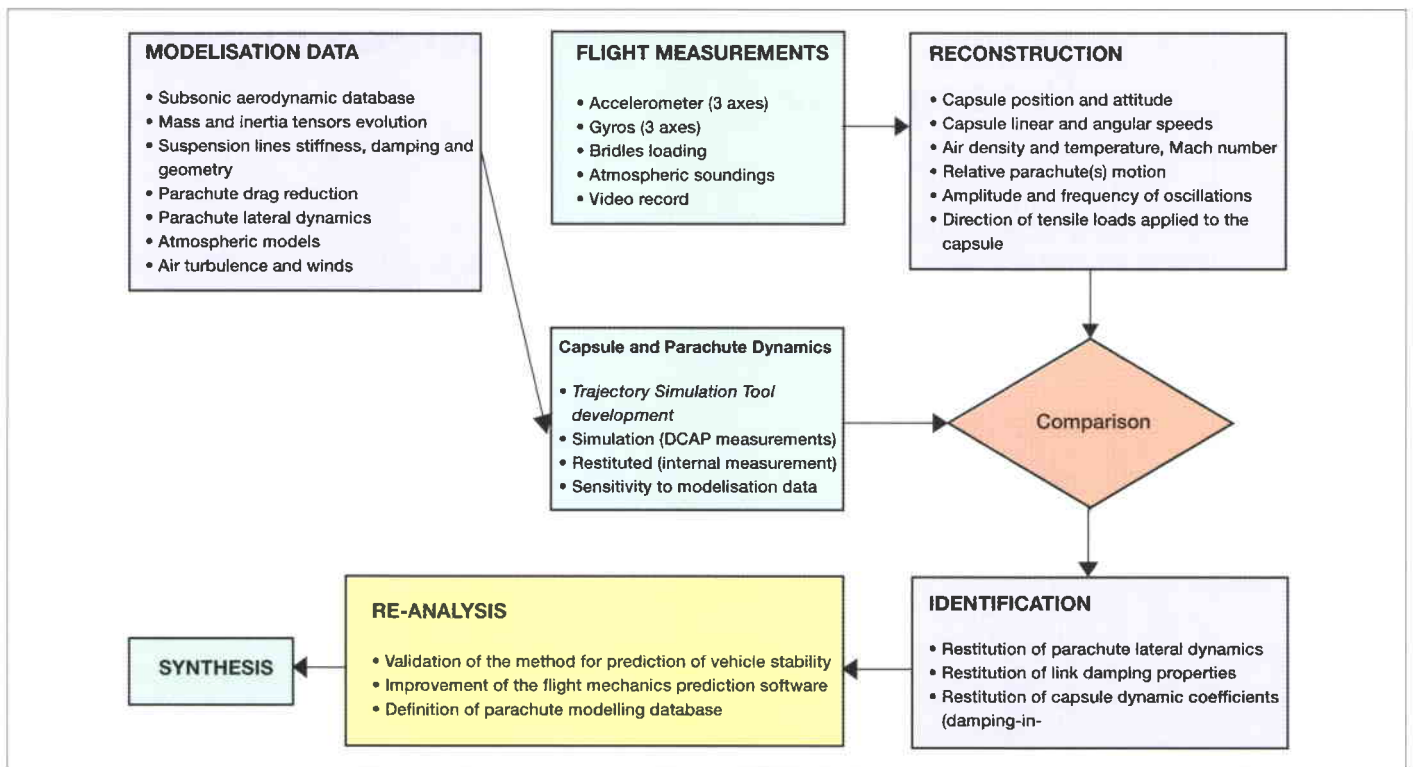 MODELISATION DATA
• Subsonic aerodynamic database
• Mass and inertia tensors evolution
• Suspension lines stiffness, damping and
geometry
• Parachute drag reduction
• Parachute lateral dynamics
• Atmospheric models
• Air turbulence and winds
FLIGHT MEASUREMENTS
• Accelerometer (3 axes)
• Gyros (3 axes)
• Bridles loading
• Atmospheric soundings
• Video record
RECONSTRUCTION
• Capsule position and attitude
• Capsule linear and angular speeds
• Air density and temperature, Mach number
• Relative parachute(s) motion
• Amplitude and frequency of oscillations
• Direction of tensile loads applied to the
capsule
Capsule and Parachute Dynamics
• Trajectory Simulation Tool
development
• Simulation (DCAP measurements)
• Restituted (internal measurement)
• Sensitivity to modelisation data
Comparison
IDENTIFICATION
• Restitution of parachute lateral dynamics
• Restitution of link damping properties
• Restitution of capsule dynamic coefficients
(damping-in-
RE-ANALYSIS
• Validation of the method for prediction of vehicle stability
• Improvement of the flight mechanics prediction software
• Definition of parachute modelling database
SYNTHESIS